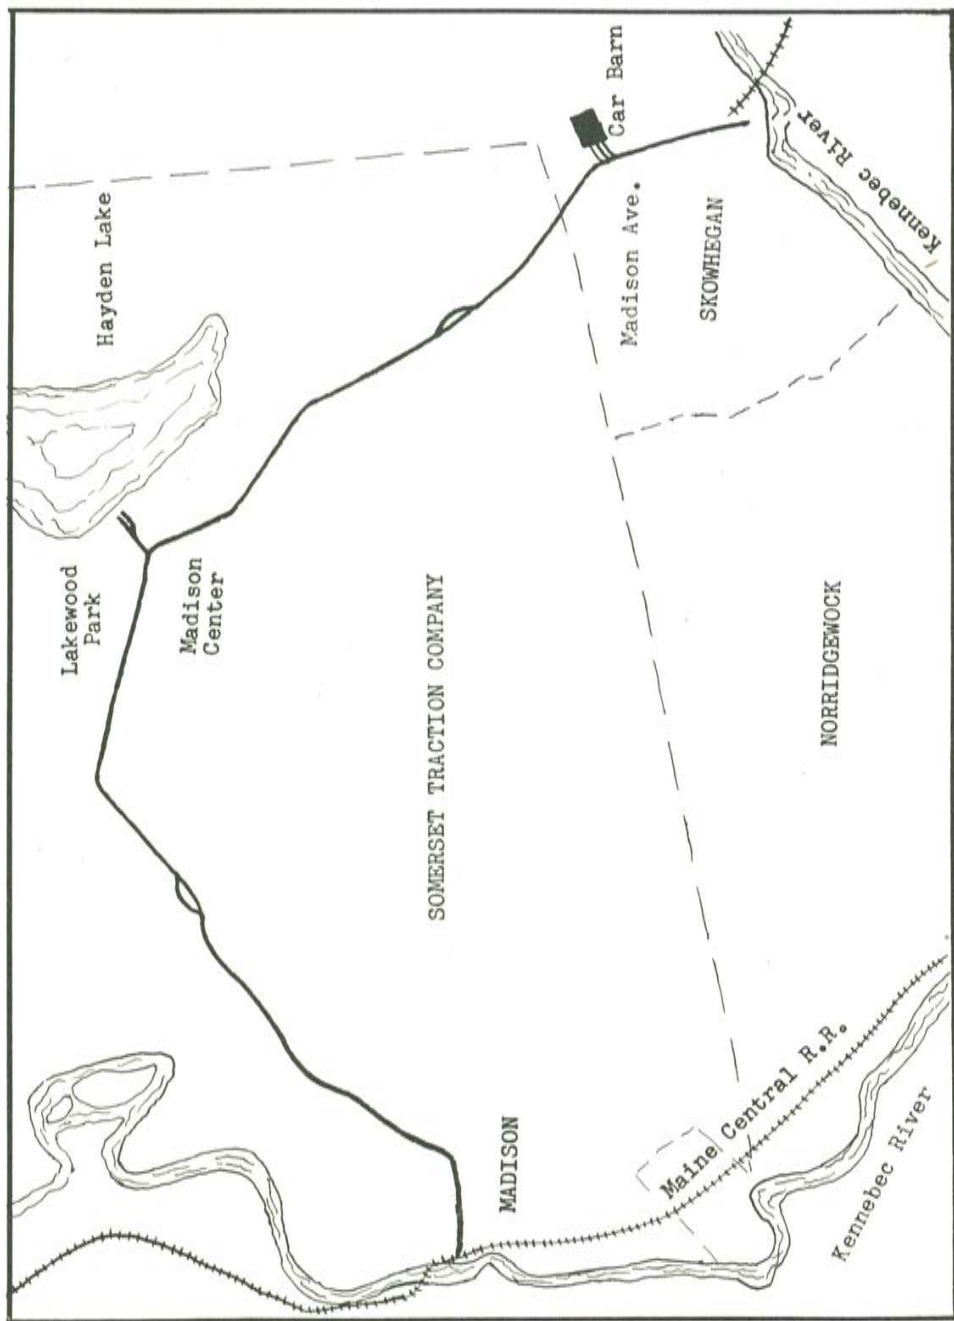 Hayden Lake
Car Barn
Kennebec River
Lakewood
Park
Madison
Center
Madison Ave.
SKOWHEGAN
SOMERSET TRACTION COMPANY
NORRIDGEWOCK
MADISON
Maine Central R.R.
Kennebec River